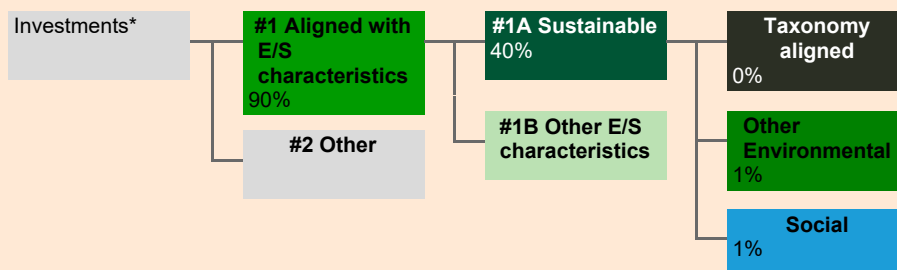 Investments*
#1 Aligned with
E/S
characteristics
90%
#2 Other
#1A Sustainable
40%
#1B Other E/S
characteristics
Taxonomy
aligned
0%
Other
Environmental
1%
Social
1%